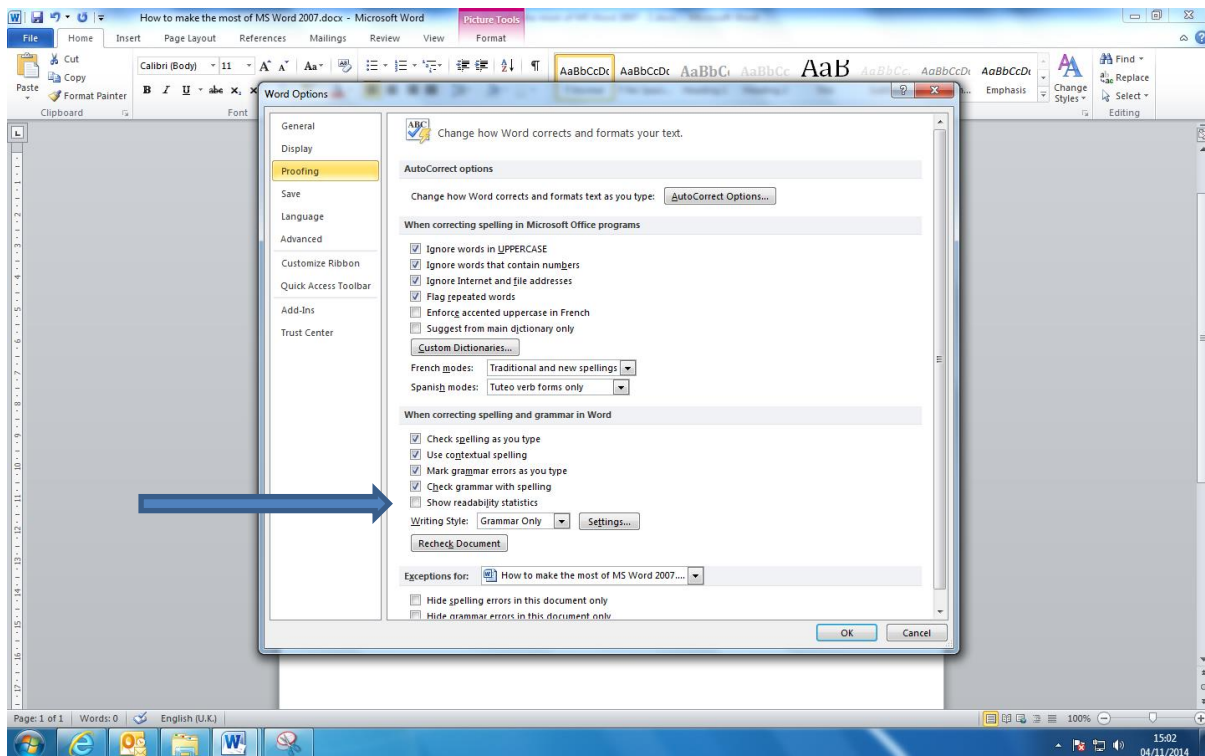 How to make the most of MS Word 2007.docx - Microsoft Word
Picture Tools
File Home Insert Page Layout References Mailings Review View Format
Cut
Copy
Format Painter
Paste
Clipboard
Calibri (Body) 11
B I U abc
Font
AaBbCcDc AaBbCcDc AaBbC AaBbCc AaB AaBbCc. AaBbCcDi AaBbCcDc
Emphasis
Change Styles
Find
Replace
Select
Editing
Word Options
General
Display
Proofing
Save
Language
Advanced
Customize Ribbon
Quick Access Toolbar
Add-Ins
Trust Center
ABC
Change how Word corrects and formats your text.
AutoCorrect options
Change how Word corrects and formats text as you type: AutoCorrect Options...
When correcting spelling in Microsoft Office programs
Ignore words in UPPERCASE
Ignore words that contain numbers
Ignore Internet and file addresses
Flag repeated words
Enforce accented uppercase in French
Suggest from main dictionary only
Custom Dictionaries...
French modes: Traditional and new spellings
Spanish modes: Tuteo verb forms only
When correcting spelling and grammar in Word
Check spelling as you type
Use contextual spelling
Mark grammar errors as you type
Check grammar with spelling
Show readability statistics
Writing Style: Grammar Only Settings...
Recheck Document
Exceptions for: How to make the most of MS Word 2007....
Hide spelling errors in this document only
Hide grammar errors in this document only
OK Cancel
Page: 1 of 1 Words: 0 English (U.K.) 100%
15:02
04/11/2014